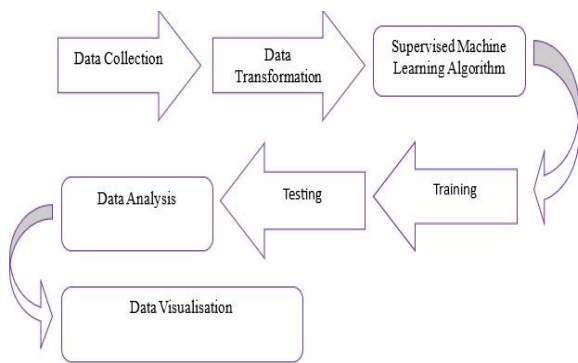 Data Collection
Data
Transformation
Supervised Machine
Learning Algorithm
Training
Testing
Data Analysis
Data Visualisation